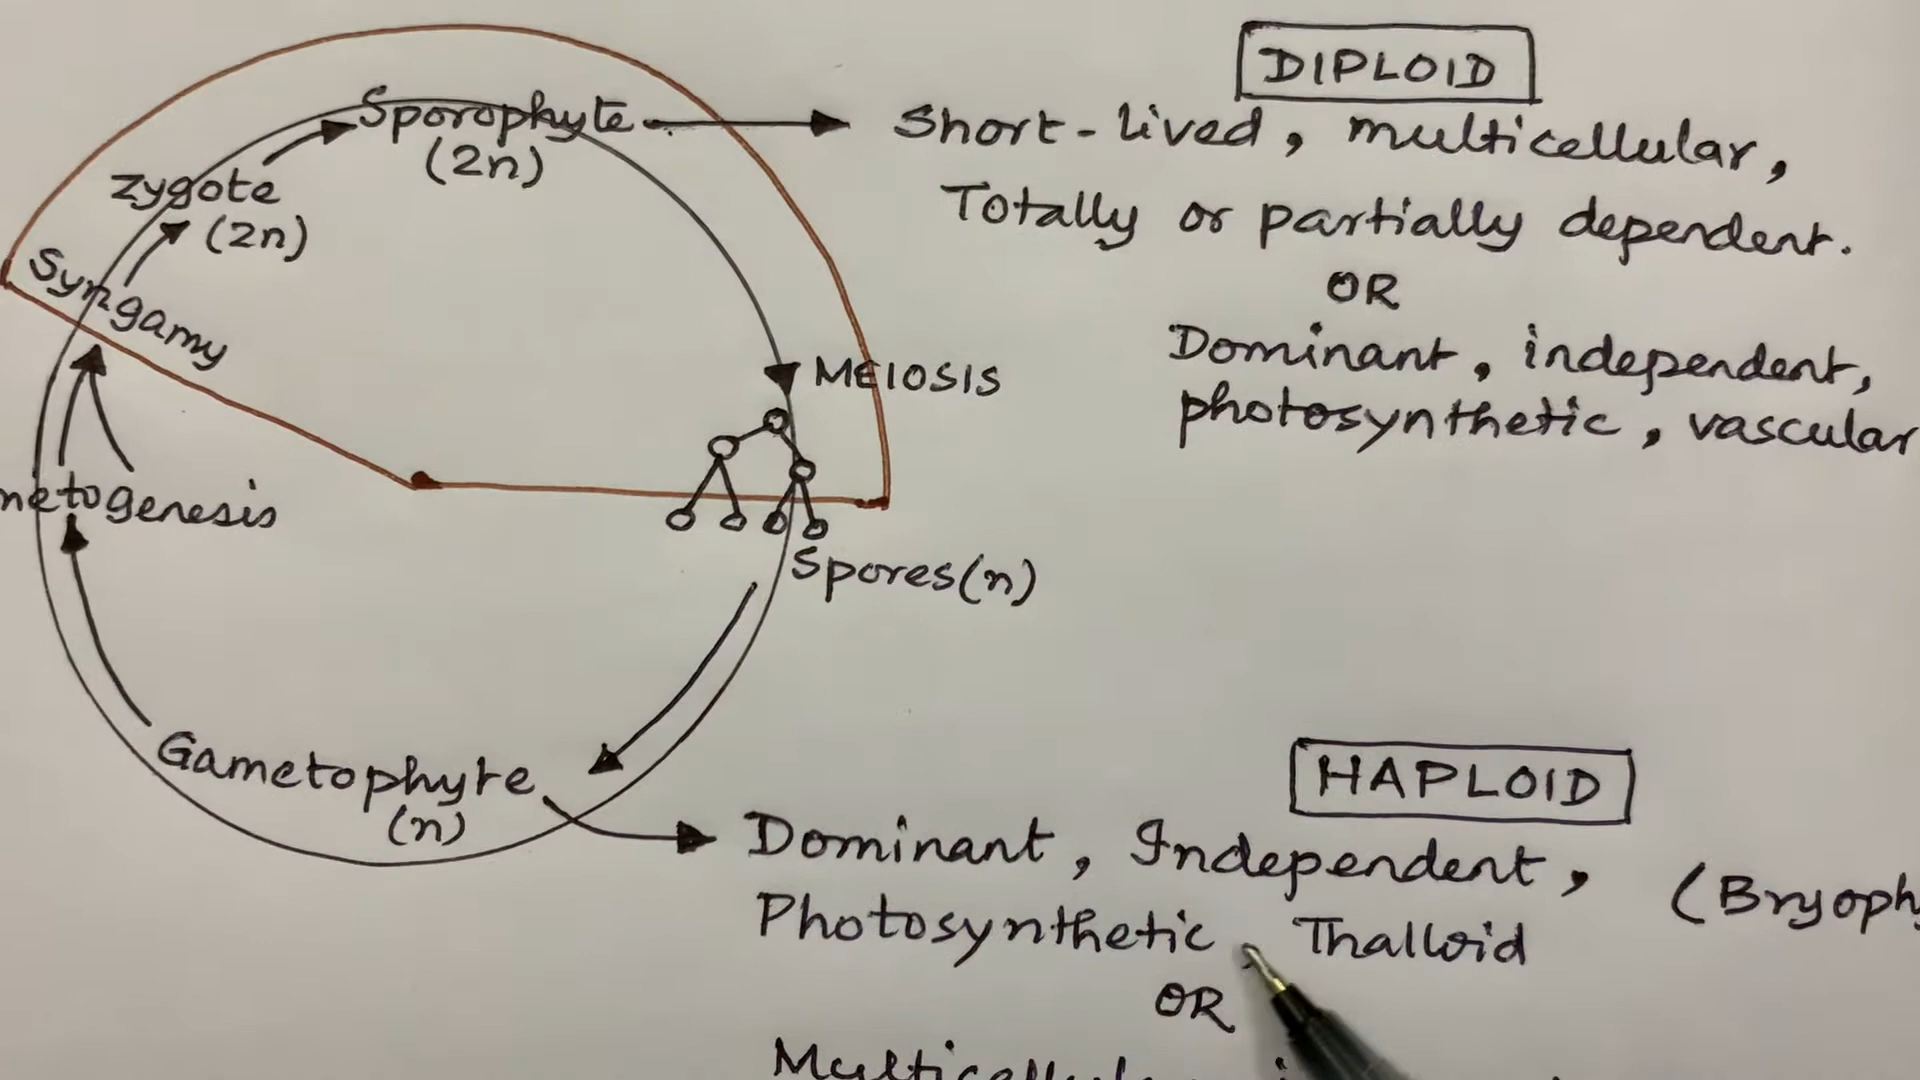 DIPLOID
Sporophyte
(2n)
Short-lived, multicellular,
Totally or partially dependent.
OR
Dominant, independent,
photosynthetic, vascular
Zygote
(2n)
Syngamy
MEIOSIS
netogenesis
Spores(n)
Gametophyte
(n)
HAPLOID
Dominant, Independent,
(Bryoph
Photosynthetic, Thalloid
OR